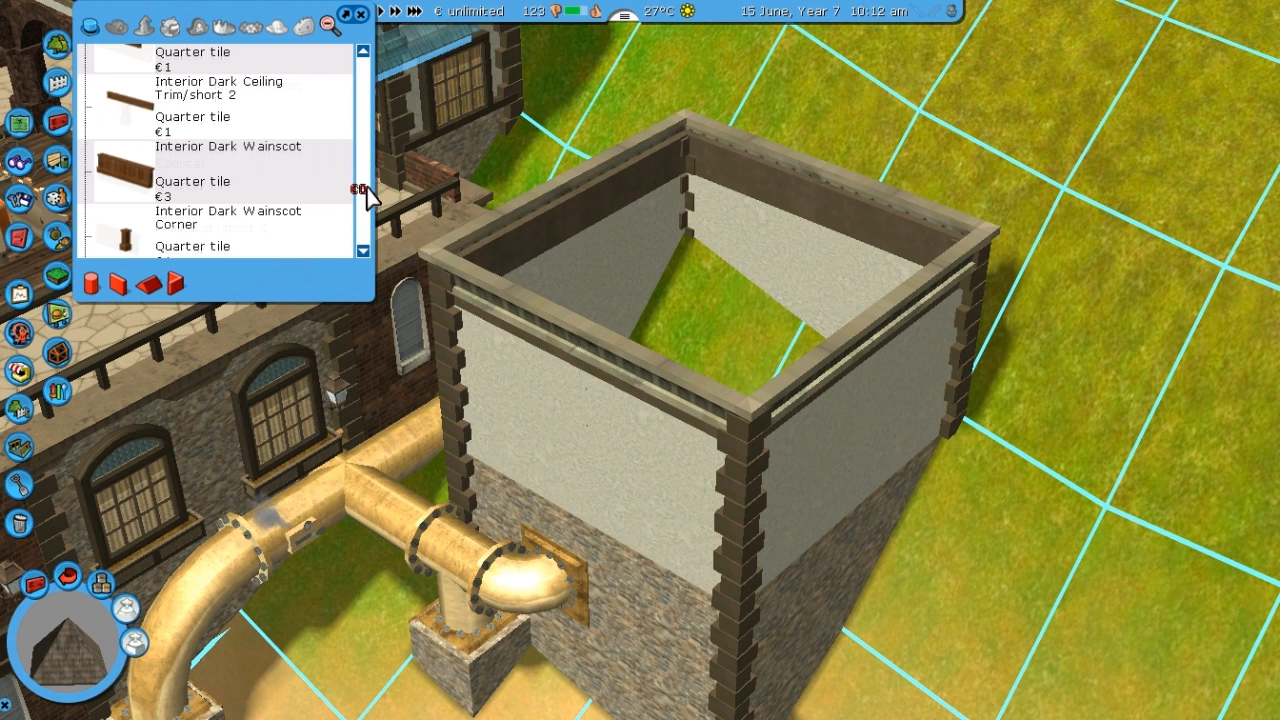 € unlimited 123 27°C 15 June, Year 7 10:12 am
Quarter tile
€1
Interior Dark Ceiling
Trim/short 2
Quarter tile
€1
Interior Dark Wainscot
Quarter tile
€3
Interior Dark Wainscot
Corner
Quarter tile